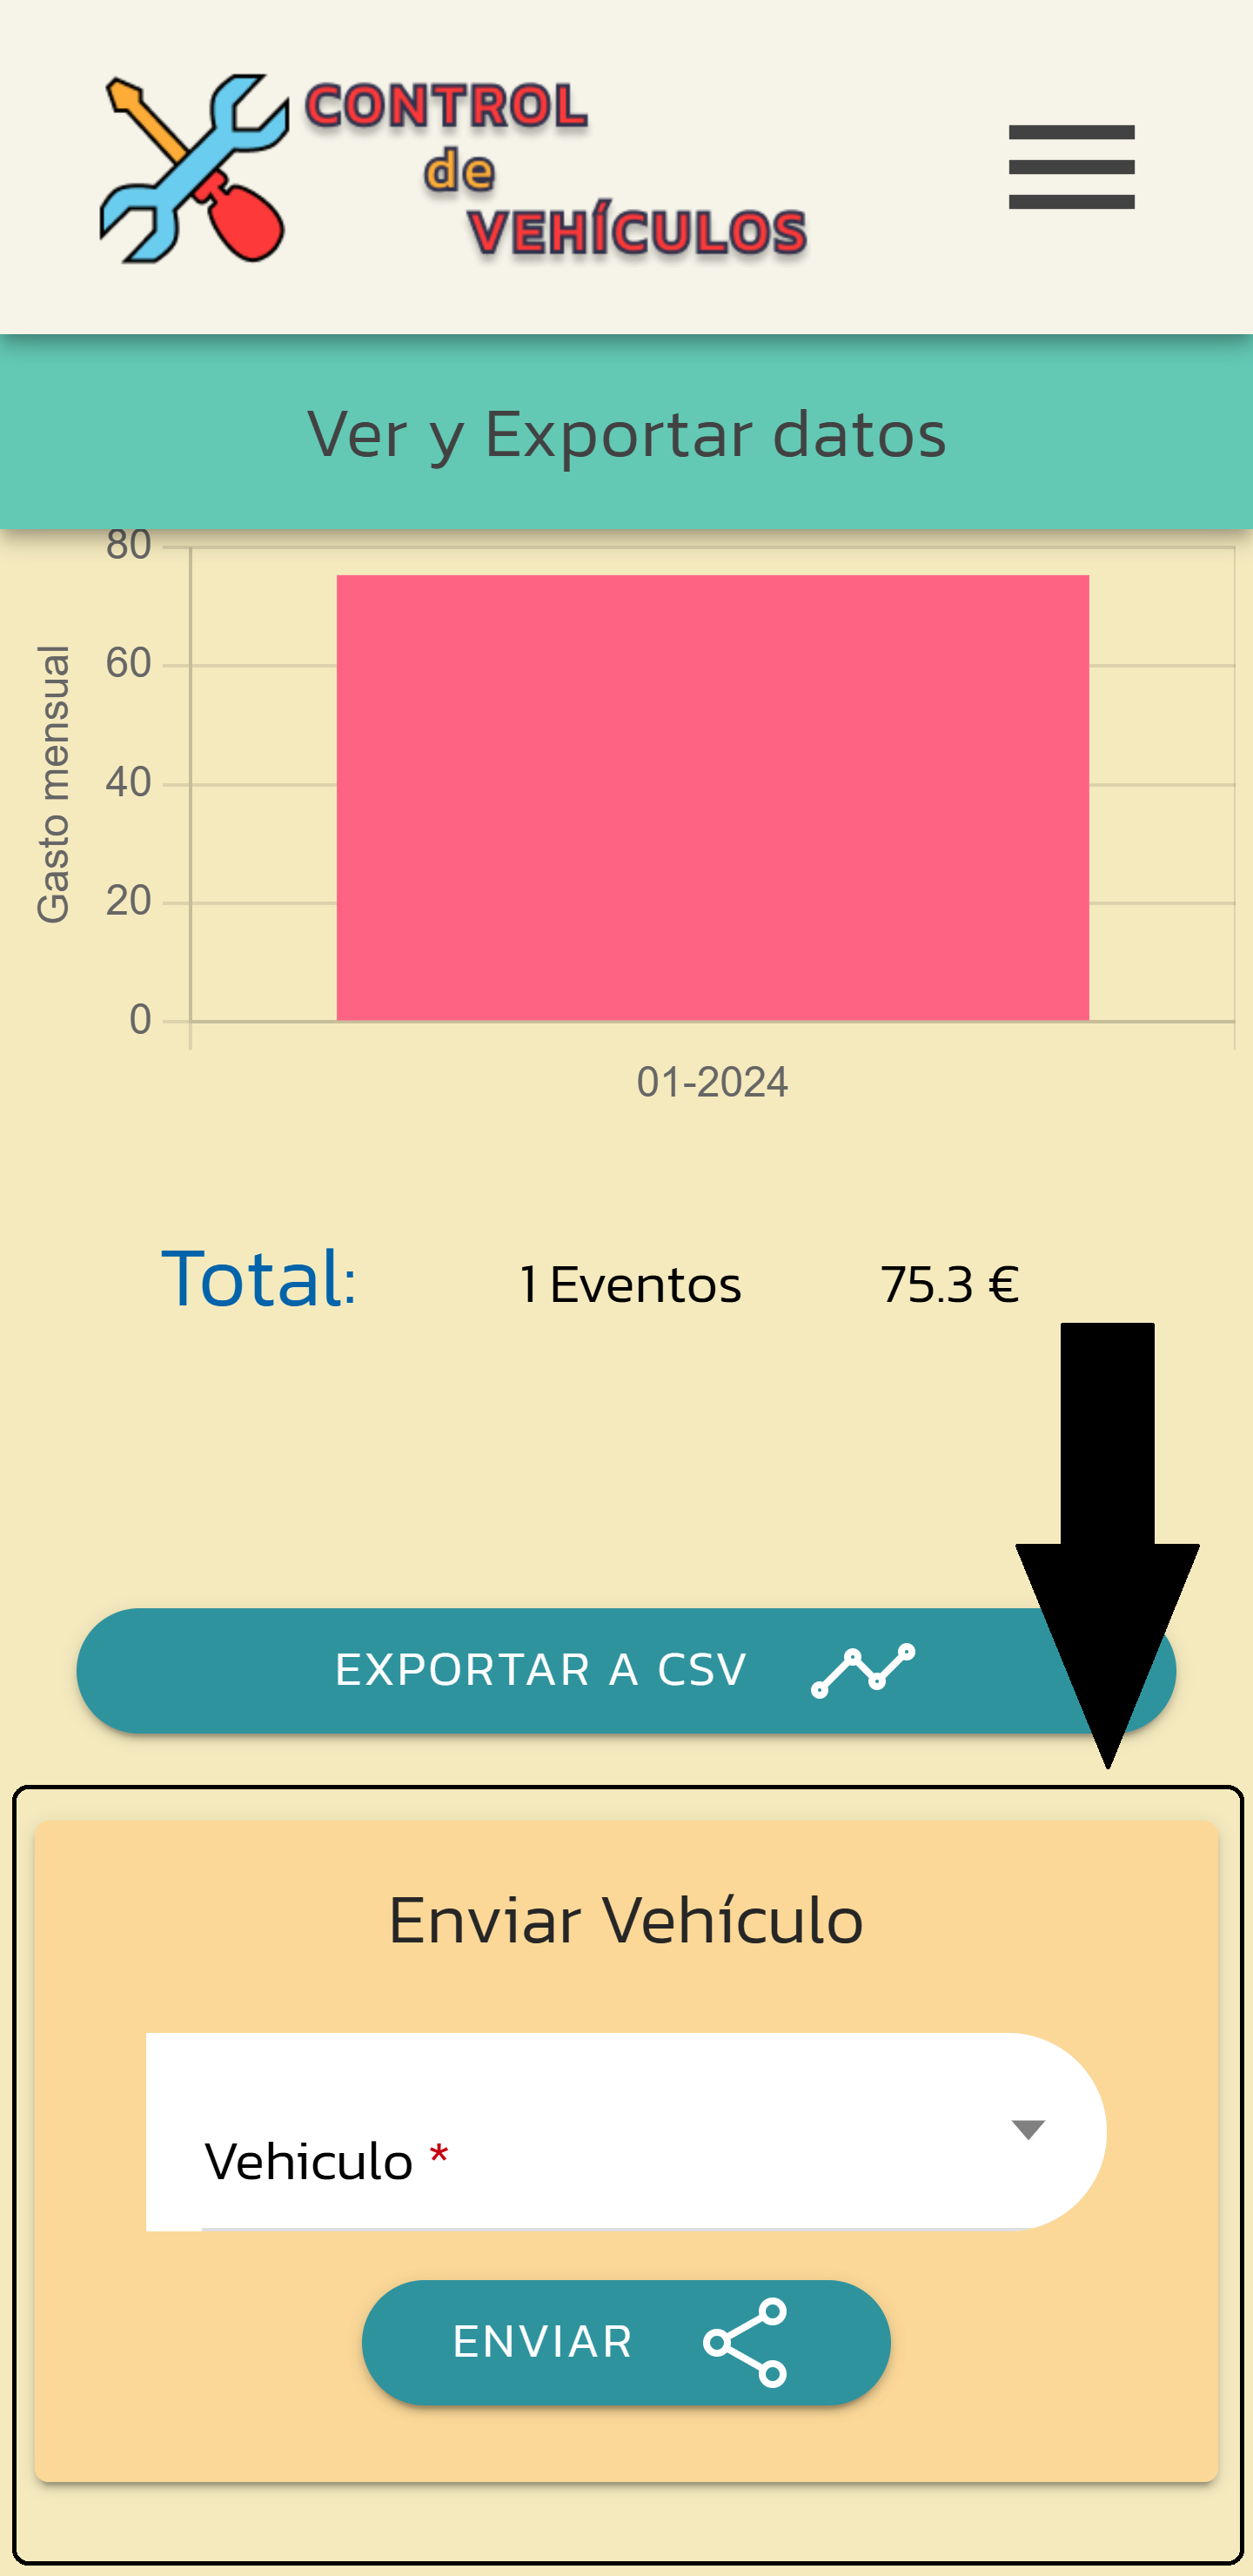 CONTROL
de
VEHÍCULOS
Ver y Exportar datos
80
60
40
20
0
Gasto mensual
01-2024
Total: 1 Eventos 75.3 €
EXPORTAR A CSV
Enviar Vehículo
Vehiculo *
ENVIAR